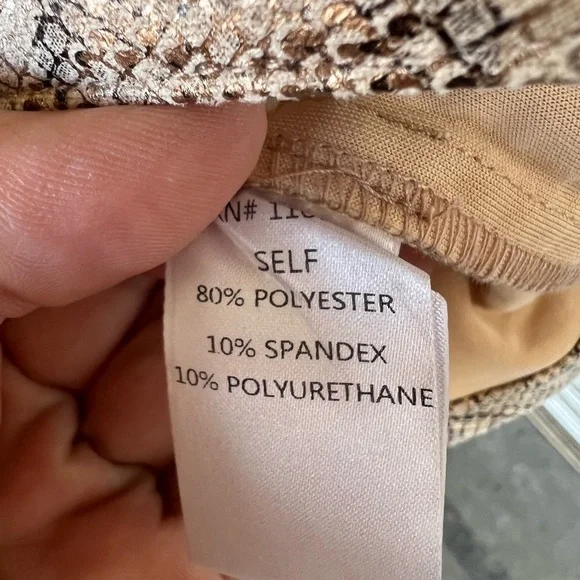 SELF
80% POLYESTER
10% SPANDEX
10% POLYURETHANE